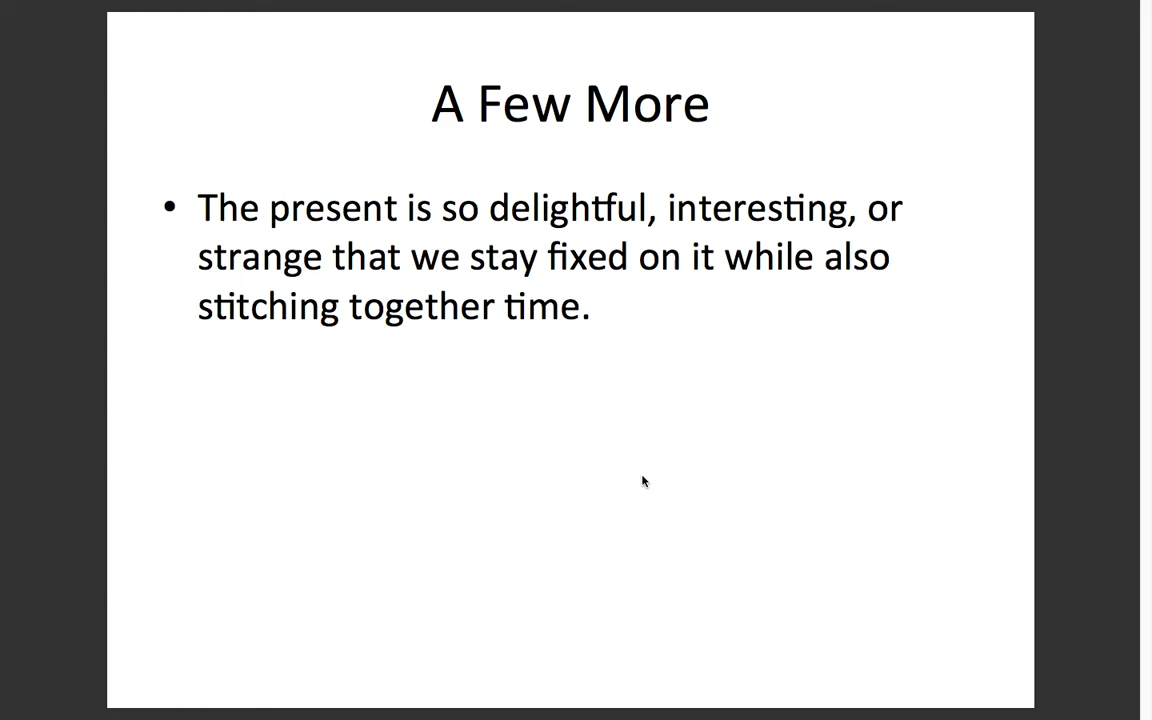 A Few More
• The present is so delightful, interesting, or
strange that we stay fixed on it while also
stitching together time.